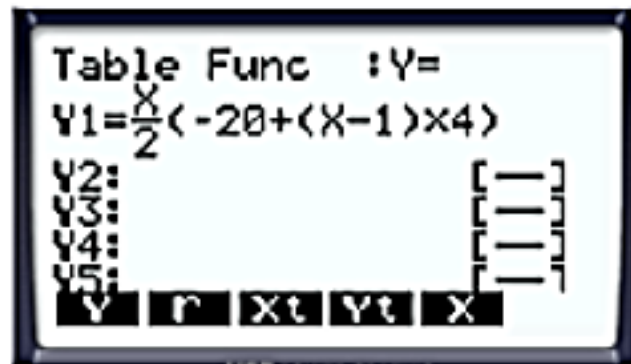 Table Func :Y=
Y1=X/2(-20+(X-1)×4)
Y2: [—]
Y3: [—]
Y4: [—]
Y5: [—]
Y r Xt Yt X